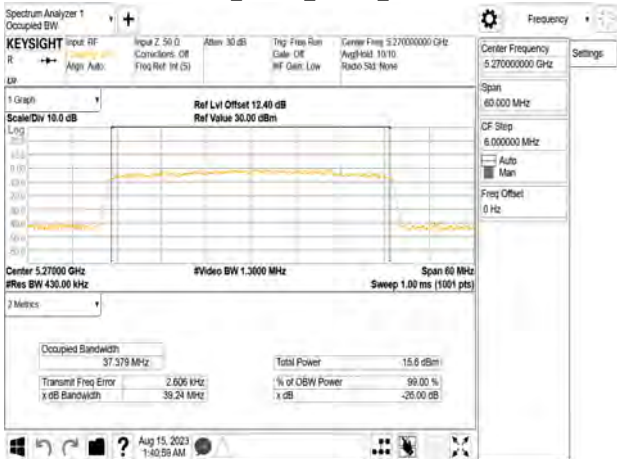 Spectrum Analyzer 1
Occupied BW
Frequency
KEYSIGHT Input: RF
R
Align: Auto
Input Z: 50 Ω
Corrections: Off
Freq Ref: Int (S)
Atten: 30 dB
Trig: Free Run
Gate: Off
#IF Gain: Low
Center Freq: 5.270000000 GHz
Avg|Hold: 10/10
Radio Std: None
Center Frequency
5.270000000 GHz
Settings
Span
60.000 MHz
CF Step
6.000000 MHz
Auto
Man
Freq Offset
0 Hz
1 Graph
Scale/Div 10.0 dB
Ref Lvl Offset 12.40 dB
Ref Value 30.00 dBm
Log
Center 5.27000 GHz
#Res BW 430.00 kHz
#Video BW 1.3000 MHz
Span 60 MHz
Sweep 1.00 ms (1001 pts)
2 Metrics
Occupied Bandwidth
37.379 MHz
Total Power 15.6 dBm
Transmit Freq Error 2.606 kHz
% of OBW Power 99.00 %
x dB Bandwidth 39.24 MHz
x dB -26.00 dB
?
Aug 15, 2023
1:40:59 AM